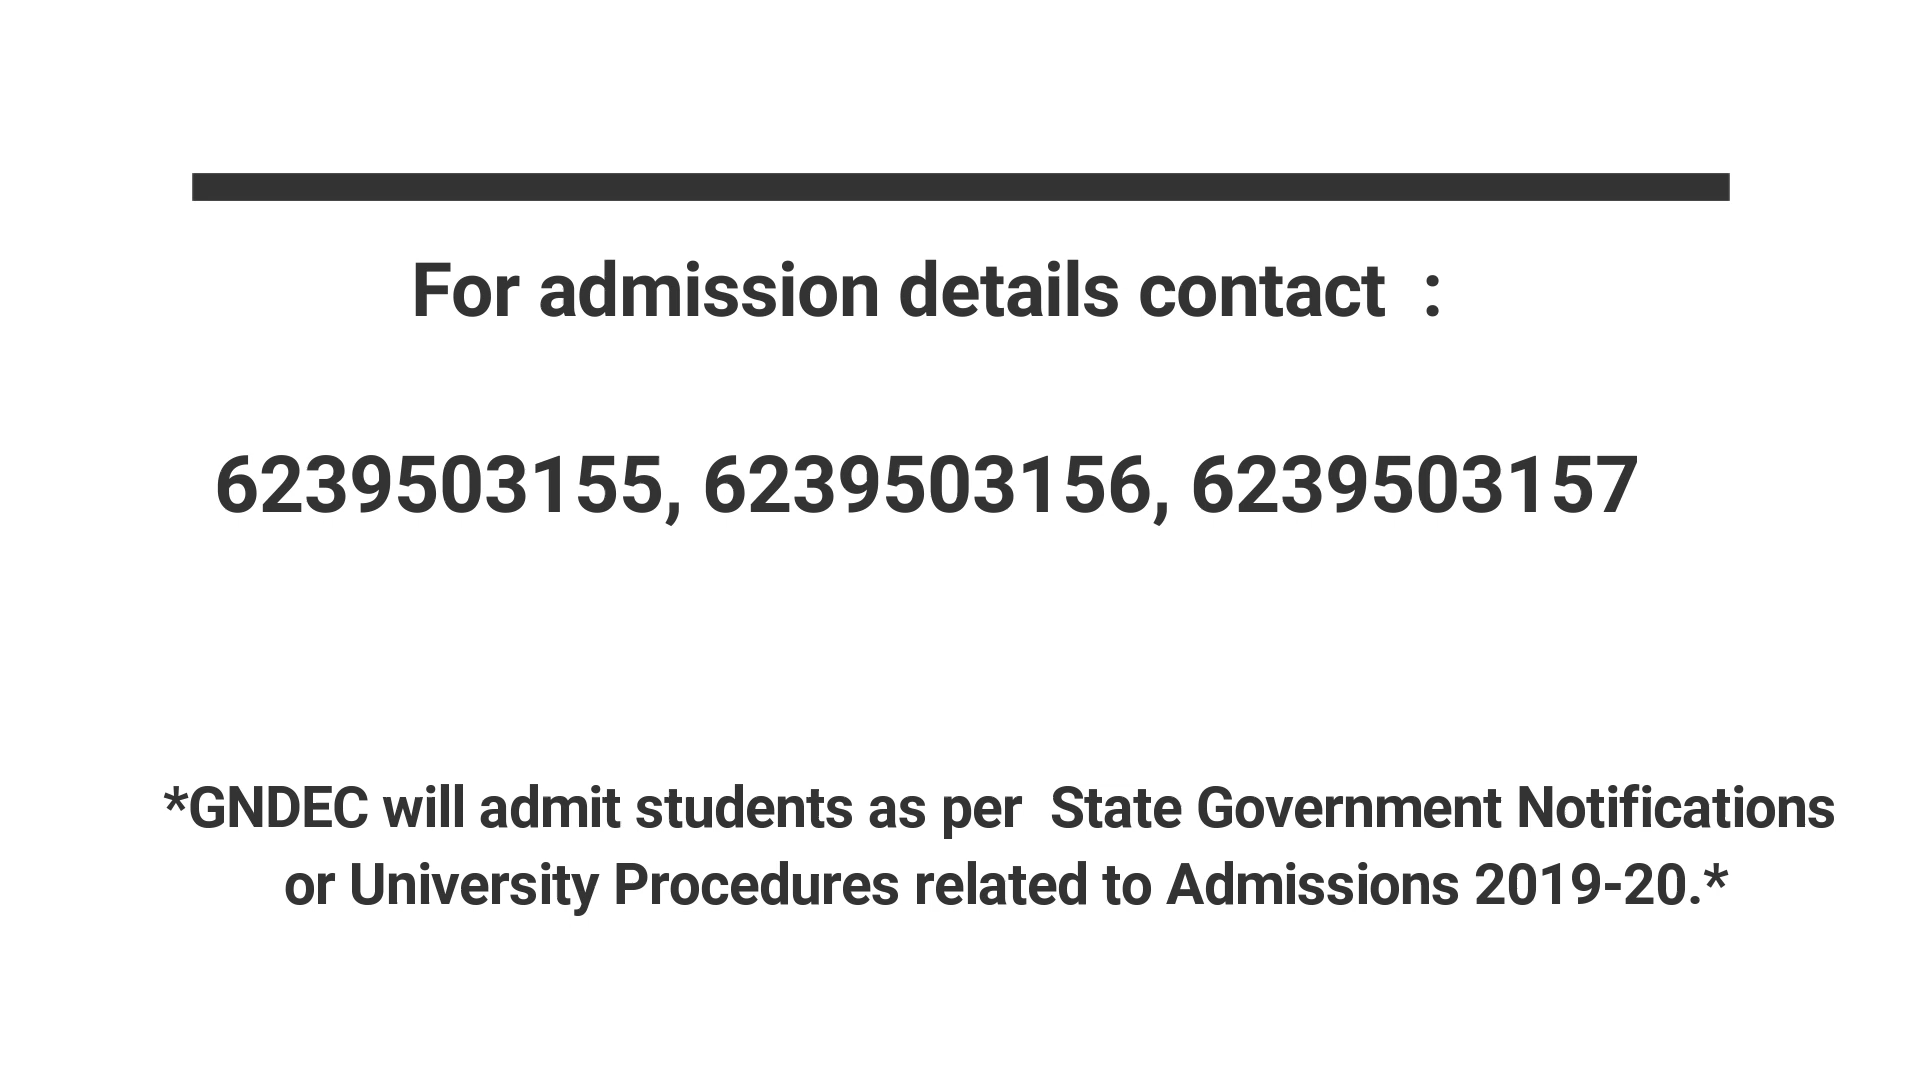 For admission details contact  :
6239503155, 6239503156, 6239503157
*GNDEC will admit students as per  State Government Notifications
or University Procedures related to Admissions 2019-20.*